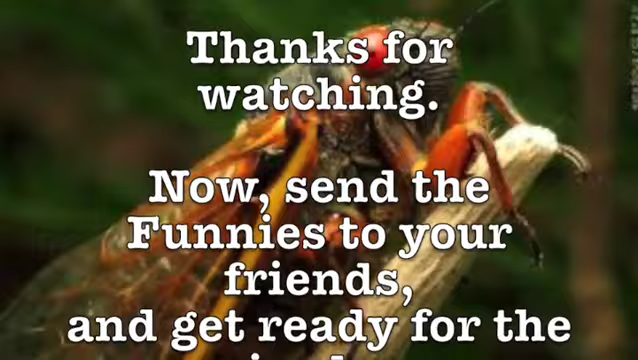 Thanks for
watching.
Now, send the
Funnies to your
friends,
and get ready for the